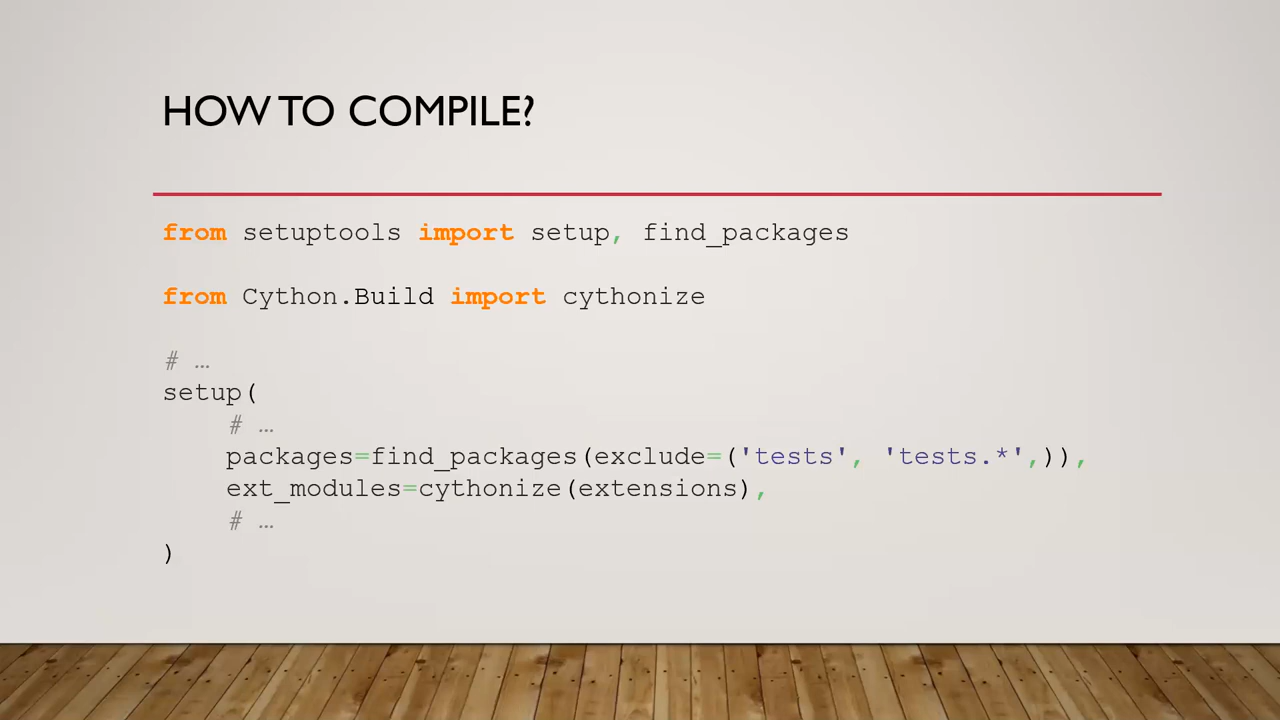 HOW TO COMPILE?
from setuptools import setup, find_packages
from Cython.Build import cythonize
# …
setup(
# …
packages=find_packages(exclude=('tests', 'tests.*',)),
ext_modules=cythonize(extensions),
# …
)